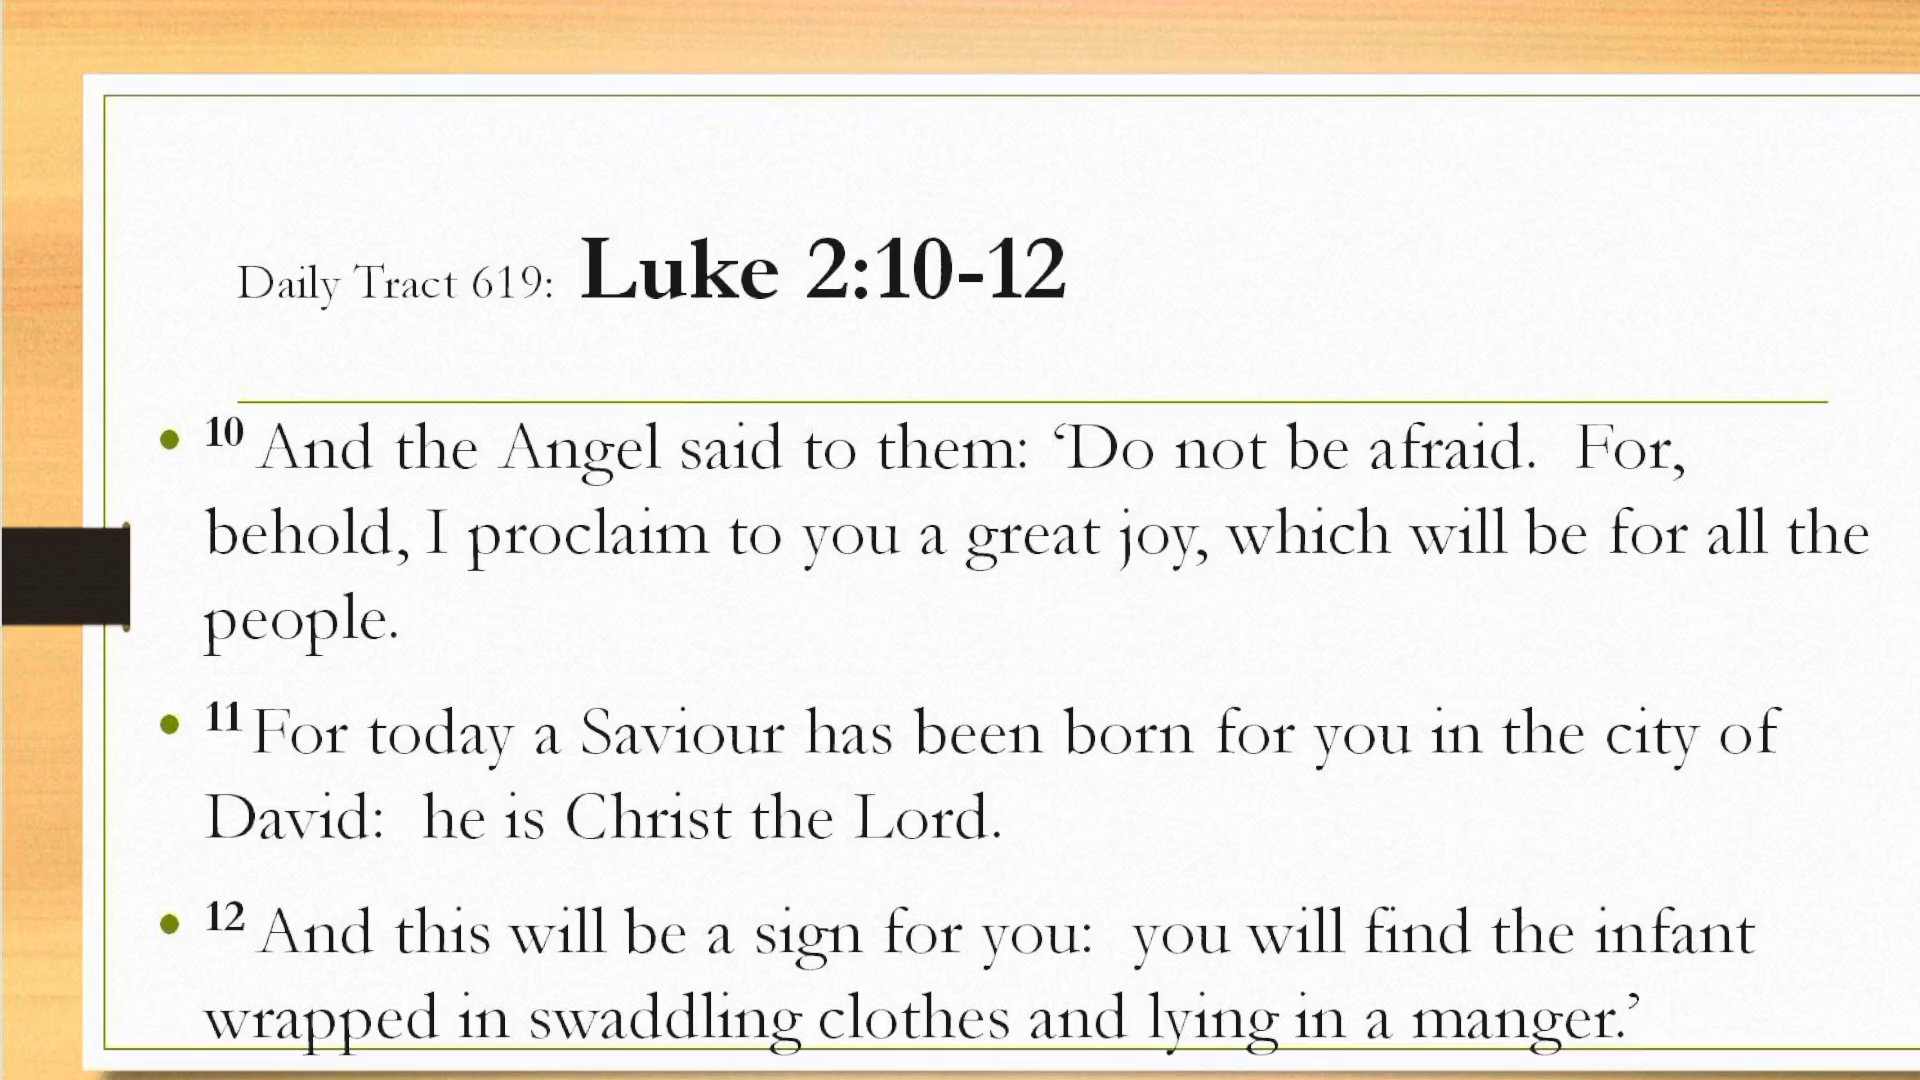 Daily Tract 619: Luke 2:10-12
• 10 And the Angel said to them: ‘Do not be afraid.  For,
behold, I proclaim to you a great joy, which will be for all the
people.
• 11 For today a Saviour has been born for you in the city of
David:  he is Christ the Lord.
• 12 And this will be a sign for you:  you will find the infant
wrapped in swaddling clothes and lying in a manger.’